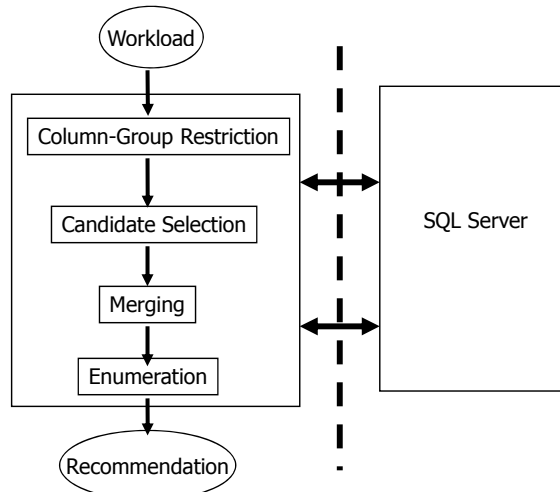 Workload
Column-Group Restriction
Candidate Selection
SQL Server
Merging
Enumeration
Recommendation